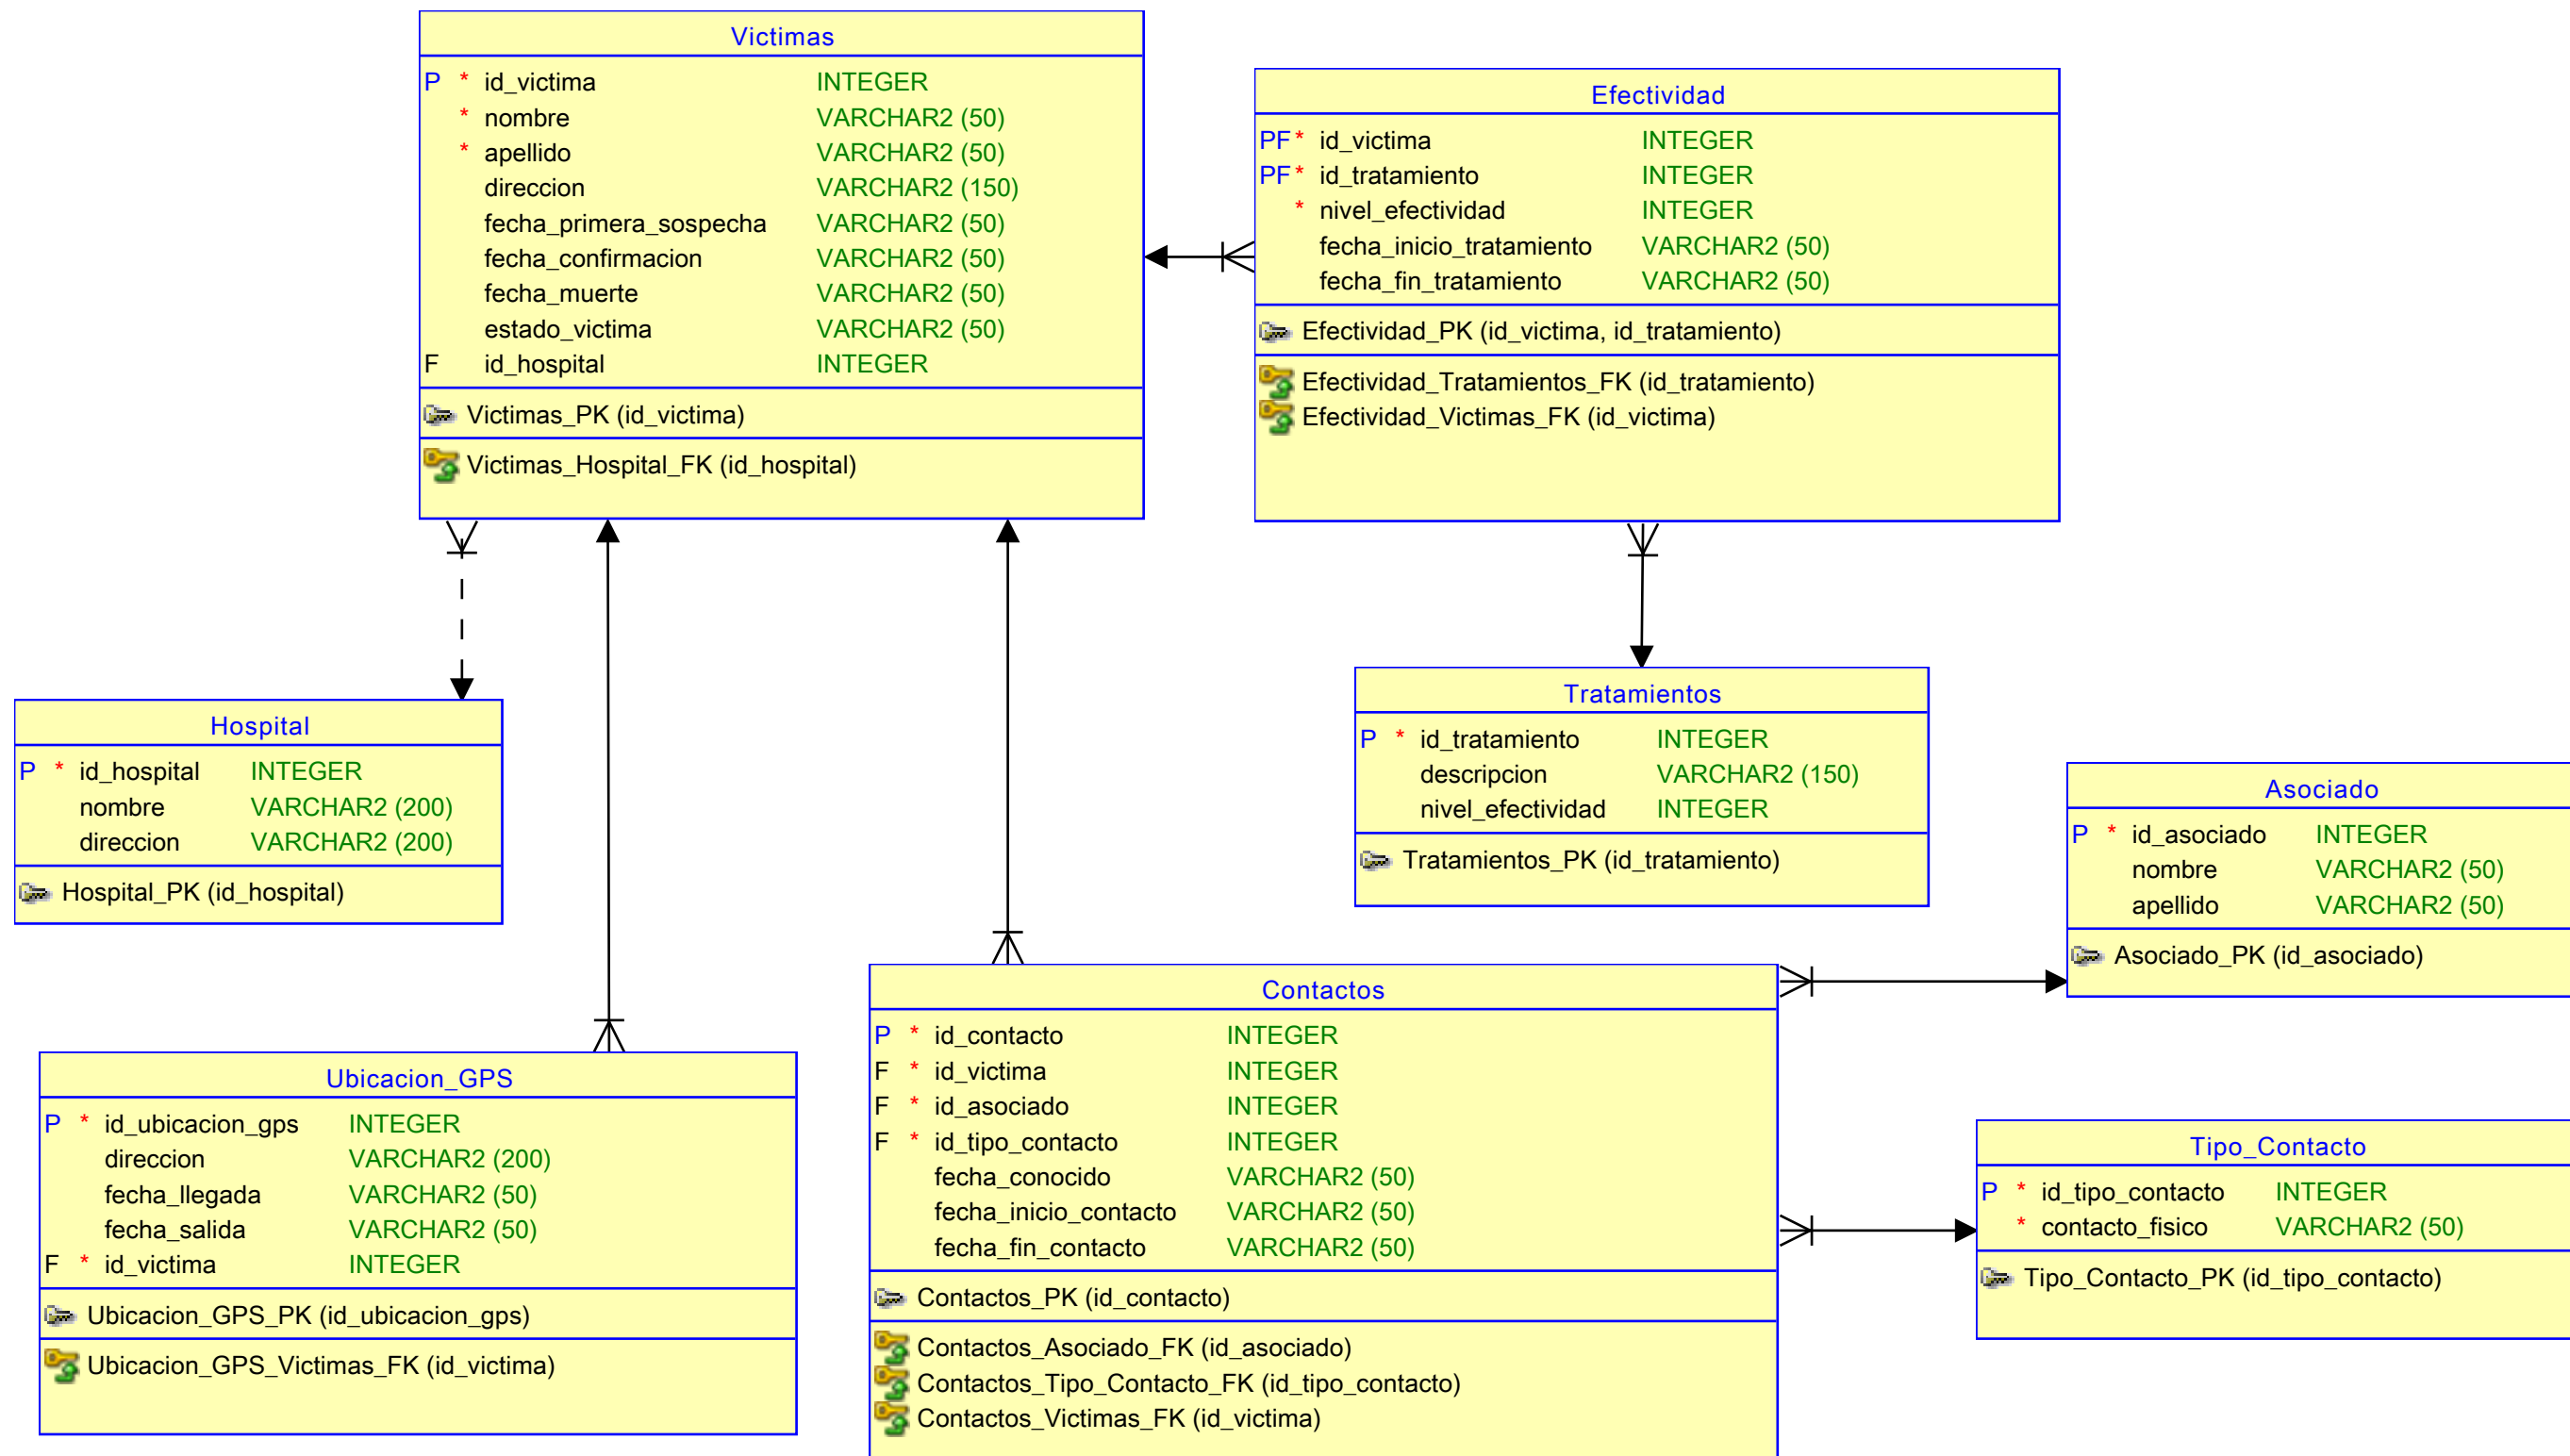 Victimas
P * id_victima INTEGER
* nombre VARCHAR2 (50)
* apellido VARCHAR2 (50)
direccion VARCHAR2 (150)
fecha_primera_sospecha VARCHAR2 (50)
fecha_confirmacion VARCHAR2 (50)
fecha_muerte VARCHAR2 (50)
estado_victima VARCHAR2 (50)
F id_hospital INTEGER
Victimas_PK (id_victima)
Victimas_Hospital_FK (id_hospital)
Efectividad
PF * id_victima INTEGER
PF * id_tratamiento INTEGER
* nivel_efectividad INTEGER
fecha_inicio_tratamiento VARCHAR2 (50)
fecha_fin_tratamiento VARCHAR2 (50)
Efectividad_PK (id_victima, id_tratamiento)
Efectividad_Tratamientos_FK (id_tratamiento)
Efectividad_Victimas_FK (id_victima)
Hospital
P * id_hospital INTEGER
nombre VARCHAR2 (200)
direccion VARCHAR2 (200)
Hospital_PK (id_hospital)
Tratamientos
P * id_tratamiento INTEGER
descripcion VARCHAR2 (150)
nivel_efectividad INTEGER
Tratamientos_PK (id_tratamiento)
Asociado
P * id_asociado INTEGER
nombre VARCHAR2 (50)
apellido VARCHAR2 (50)
Asociado_PK (id_asociado)
Ubicacion_GPS
P * id_ubicacion_gps INTEGER
direccion VARCHAR2 (200)
fecha_llegada VARCHAR2 (50)
fecha_salida VARCHAR2 (50)
F * id_victima INTEGER
Ubicacion_GPS_PK (id_ubicacion_gps)
Ubicacion_GPS_Victimas_FK (id_victima)
Contactos
P * id_contacto INTEGER
F * id_victima INTEGER
F * id_asociado INTEGER
F * id_tipo_contacto INTEGER
fecha_conocido VARCHAR2 (50)
fecha_inicio_contacto VARCHAR2 (50)
fecha_fin_contacto VARCHAR2 (50)
Contactos_PK (id_contacto)
Contactos_Asociado_FK (id_asociado)
Contactos_Tipo_Contacto_FK (id_tipo_contacto)
Contactos_Victimas_FK (id_victima)
Tipo_Contacto
P * id_tipo_contacto INTEGER
* contacto_fisico VARCHAR2 (50)
Tipo_Contacto_PK (id_tipo_contacto)